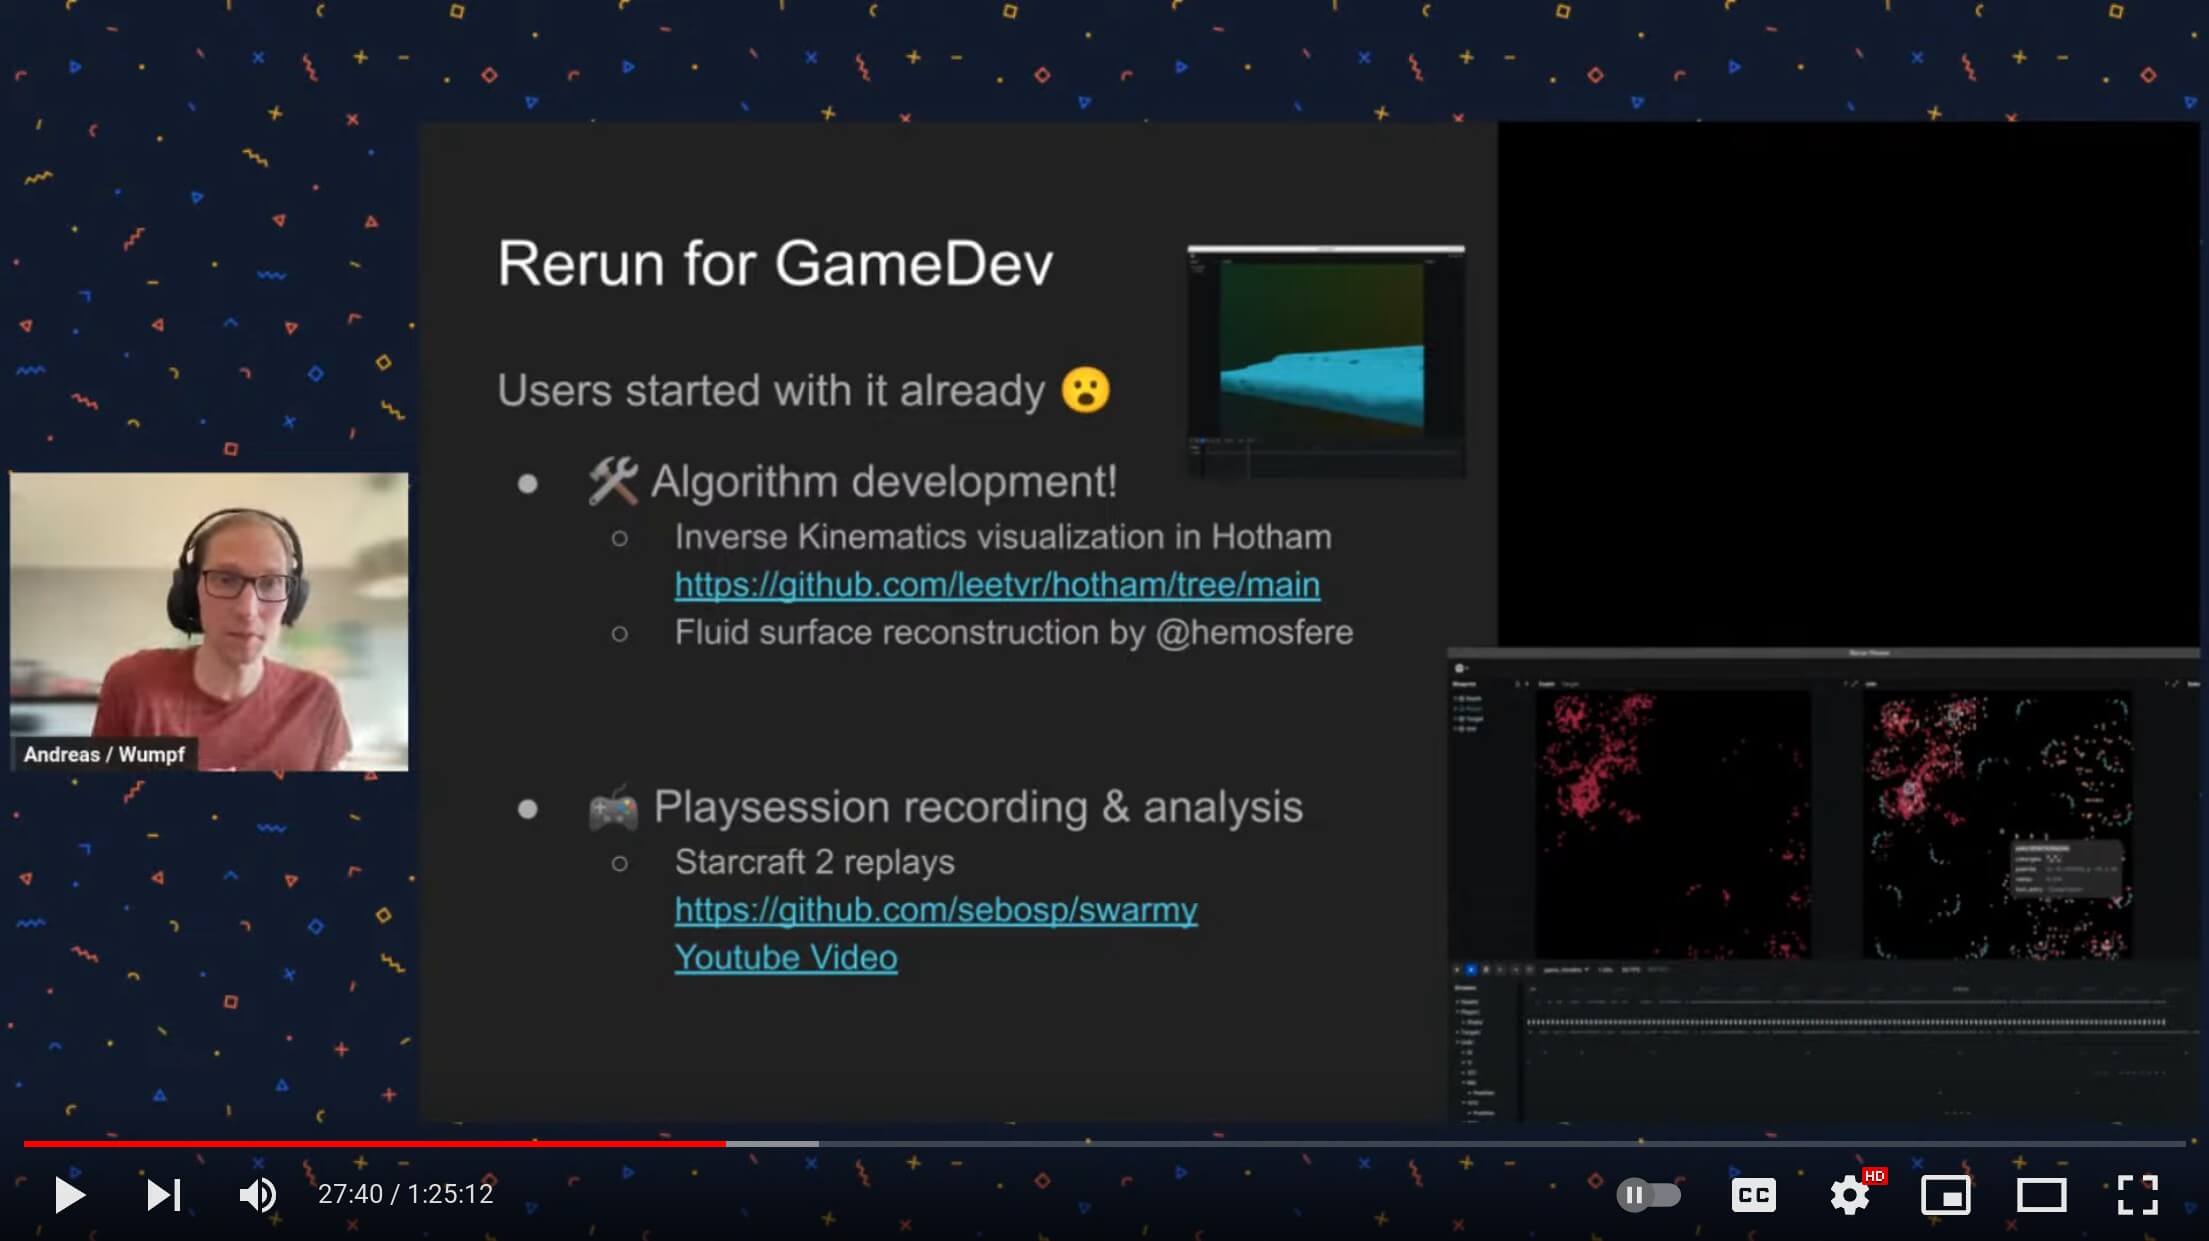 Rerun for GameDev
Users started with it already 😮
● 🛠 Algorithm development!
○ Inverse Kinematics visualization in Hotham
https://github.com/leetvr/hotham/tree/main
○ Fluid surface reconstruction by @hemosfere
Andreas / Wumpf
● 🎮 Playsession recording & analysis
○ Starcraft 2 replays
https://github.com/sebosp/swarmy
Youtube Video
27:40 / 1:25:12
CC
HD